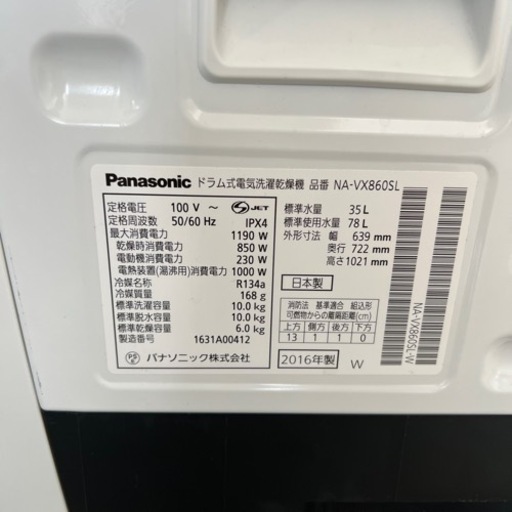 Panasonic ドラム式電気洗濯乾燥機 品番 NA-VX860SL
定格電圧 100 V ～ S-JET
定格周波数 50/60 Hz IPX4
最大消費電力 1190 W
乾燥時消費電力 850 W
電動機消費電力 230 W
電熱装置(湯沸用)消費電力 1000 W
冷媒名称 R134a
冷媒質量 168 g
標準洗濯容量 10.0 kg
標準脱水容量 10.0 kg
標準乾燥容量 6.0 kg
製造番号 1631A00412
PS E パナソニック株式会社
標準水量 35 L
標準使用水量 78 L
外形寸法 幅 639 mm
奥行 722 mm
高さ 1021 mm
日本製
消防法 基準適合 組込形
可燃物からの離隔距離(cm)
上方 側方 後方 下方
13 1 1 0
2016年製 W
NA-VX860SL-W